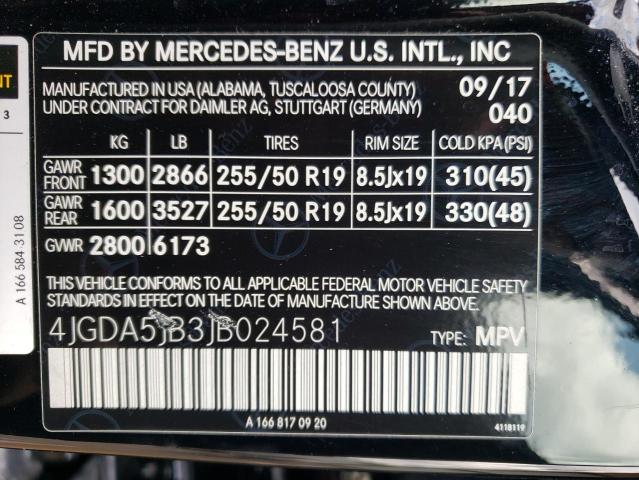 MFD BY MERCEDES-BENZ U.S. INTL., INC
MANUFACTURED IN USA (ALABAMA, TUSCALOOSA COUNTY) 09/17
UNDER CONTRACT FOR DAIMLER AG, STUTTGART (GERMANY) 040
KG LB TIRES RIM SIZE COLD KPA (PSI)
GAWR FRONT 1300 2866 255/50 R19 8.5Jx19 310(45)
GAWR REAR 1600 3527 255/50 R19 8.5Jx19 330(48)
GVWR 2800 6173
THIS VEHICLE CONFORMS TO ALL APPLICABLE FEDERAL MOTOR VEHICLE SAFETY
STANDARDS IN EFFECT ON THE DATE OF MANUFACTURE SHOWN ABOVE.
4JGDA5JB3JB024581 TYPE: MPV
A 166 817 09 20
4118119
NT
3
A 166 584 31 08